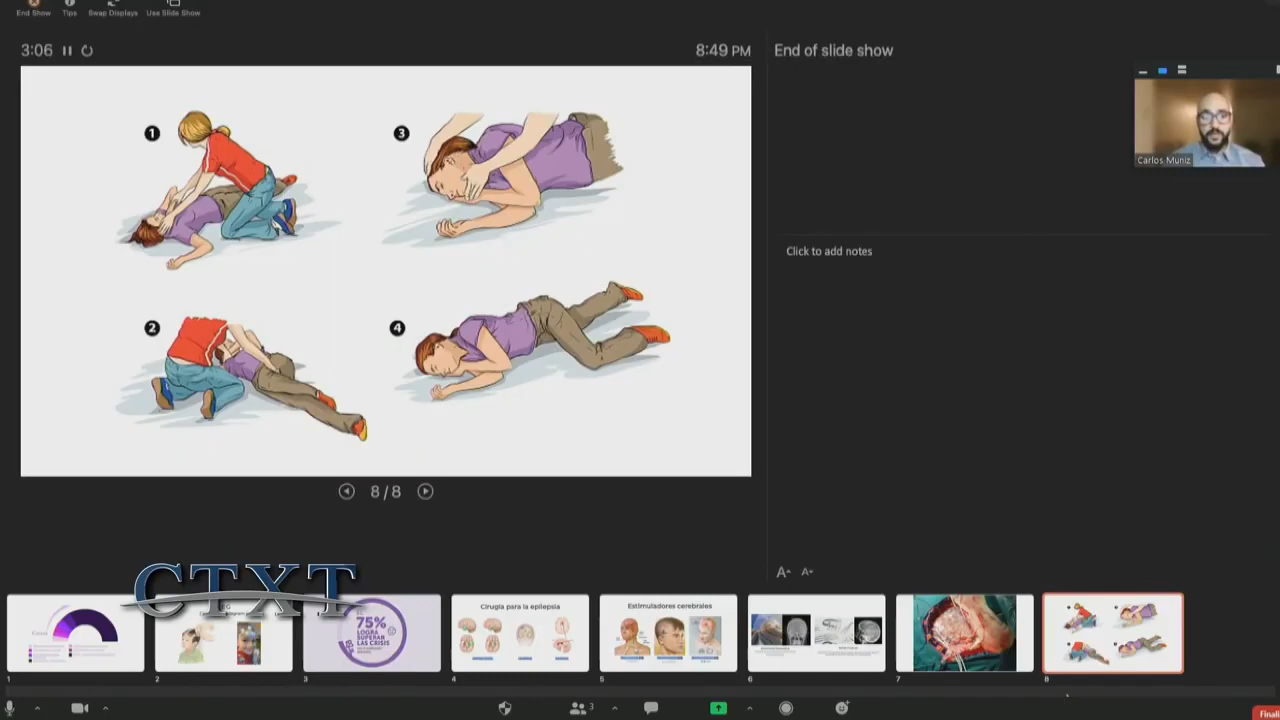 End Show Tips Swap Displays Use Slide Show
3:06
8:49 PM
End of slide show
1
3
2
4
Carlos Muniz
Click to add notes
8 / 8
CTXT
75%
LOGRA
SUPERAR
LAS CRISIS
Cirugía para la epilepsia
Estimuladores cerebrales
1 2 3 4 5 6 7 8
3
Finali